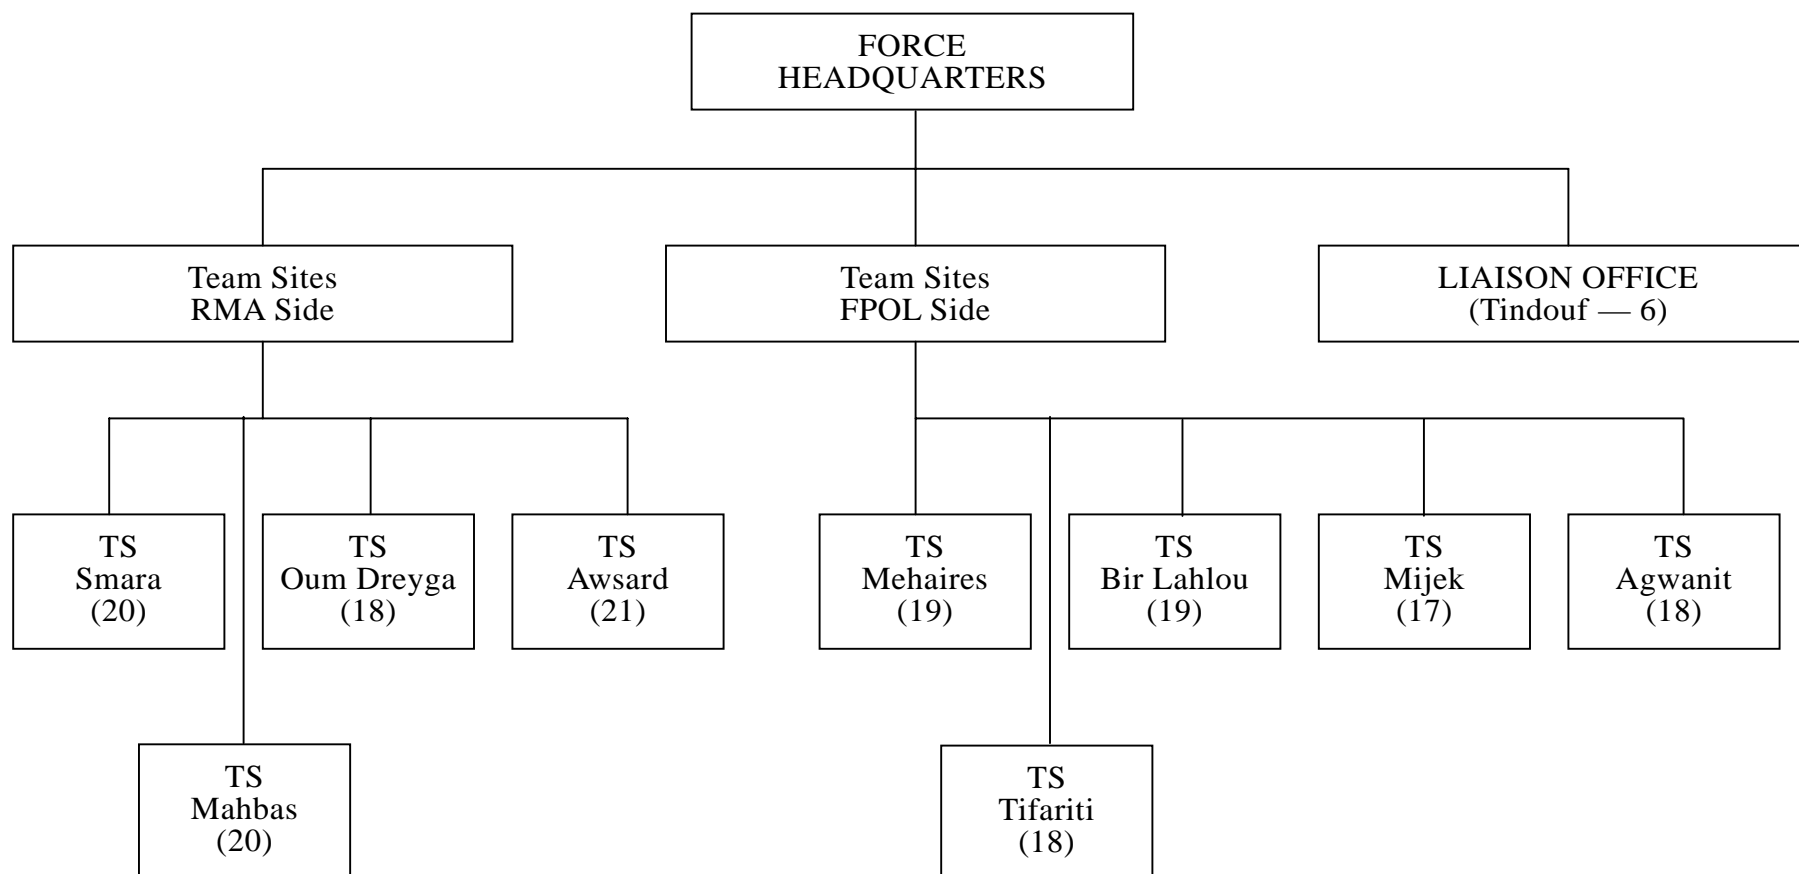 FORCE
HEADQUARTERS
Team Sites
RMA Side
Team Sites
FPOL Side
LIAISON OFFICE
(Tindouf — 6)
TS
Smara
(20)
TS
Oum Dreyga
(18)
TS
Awsard
(21)
TS
Mehaires
(19)
TS
Bir Lahlou
(19)
TS
Mijek
(17)
TS
Agwanit
(18)
TS
Mahbas
(20)
TS
Tifariti
(18)